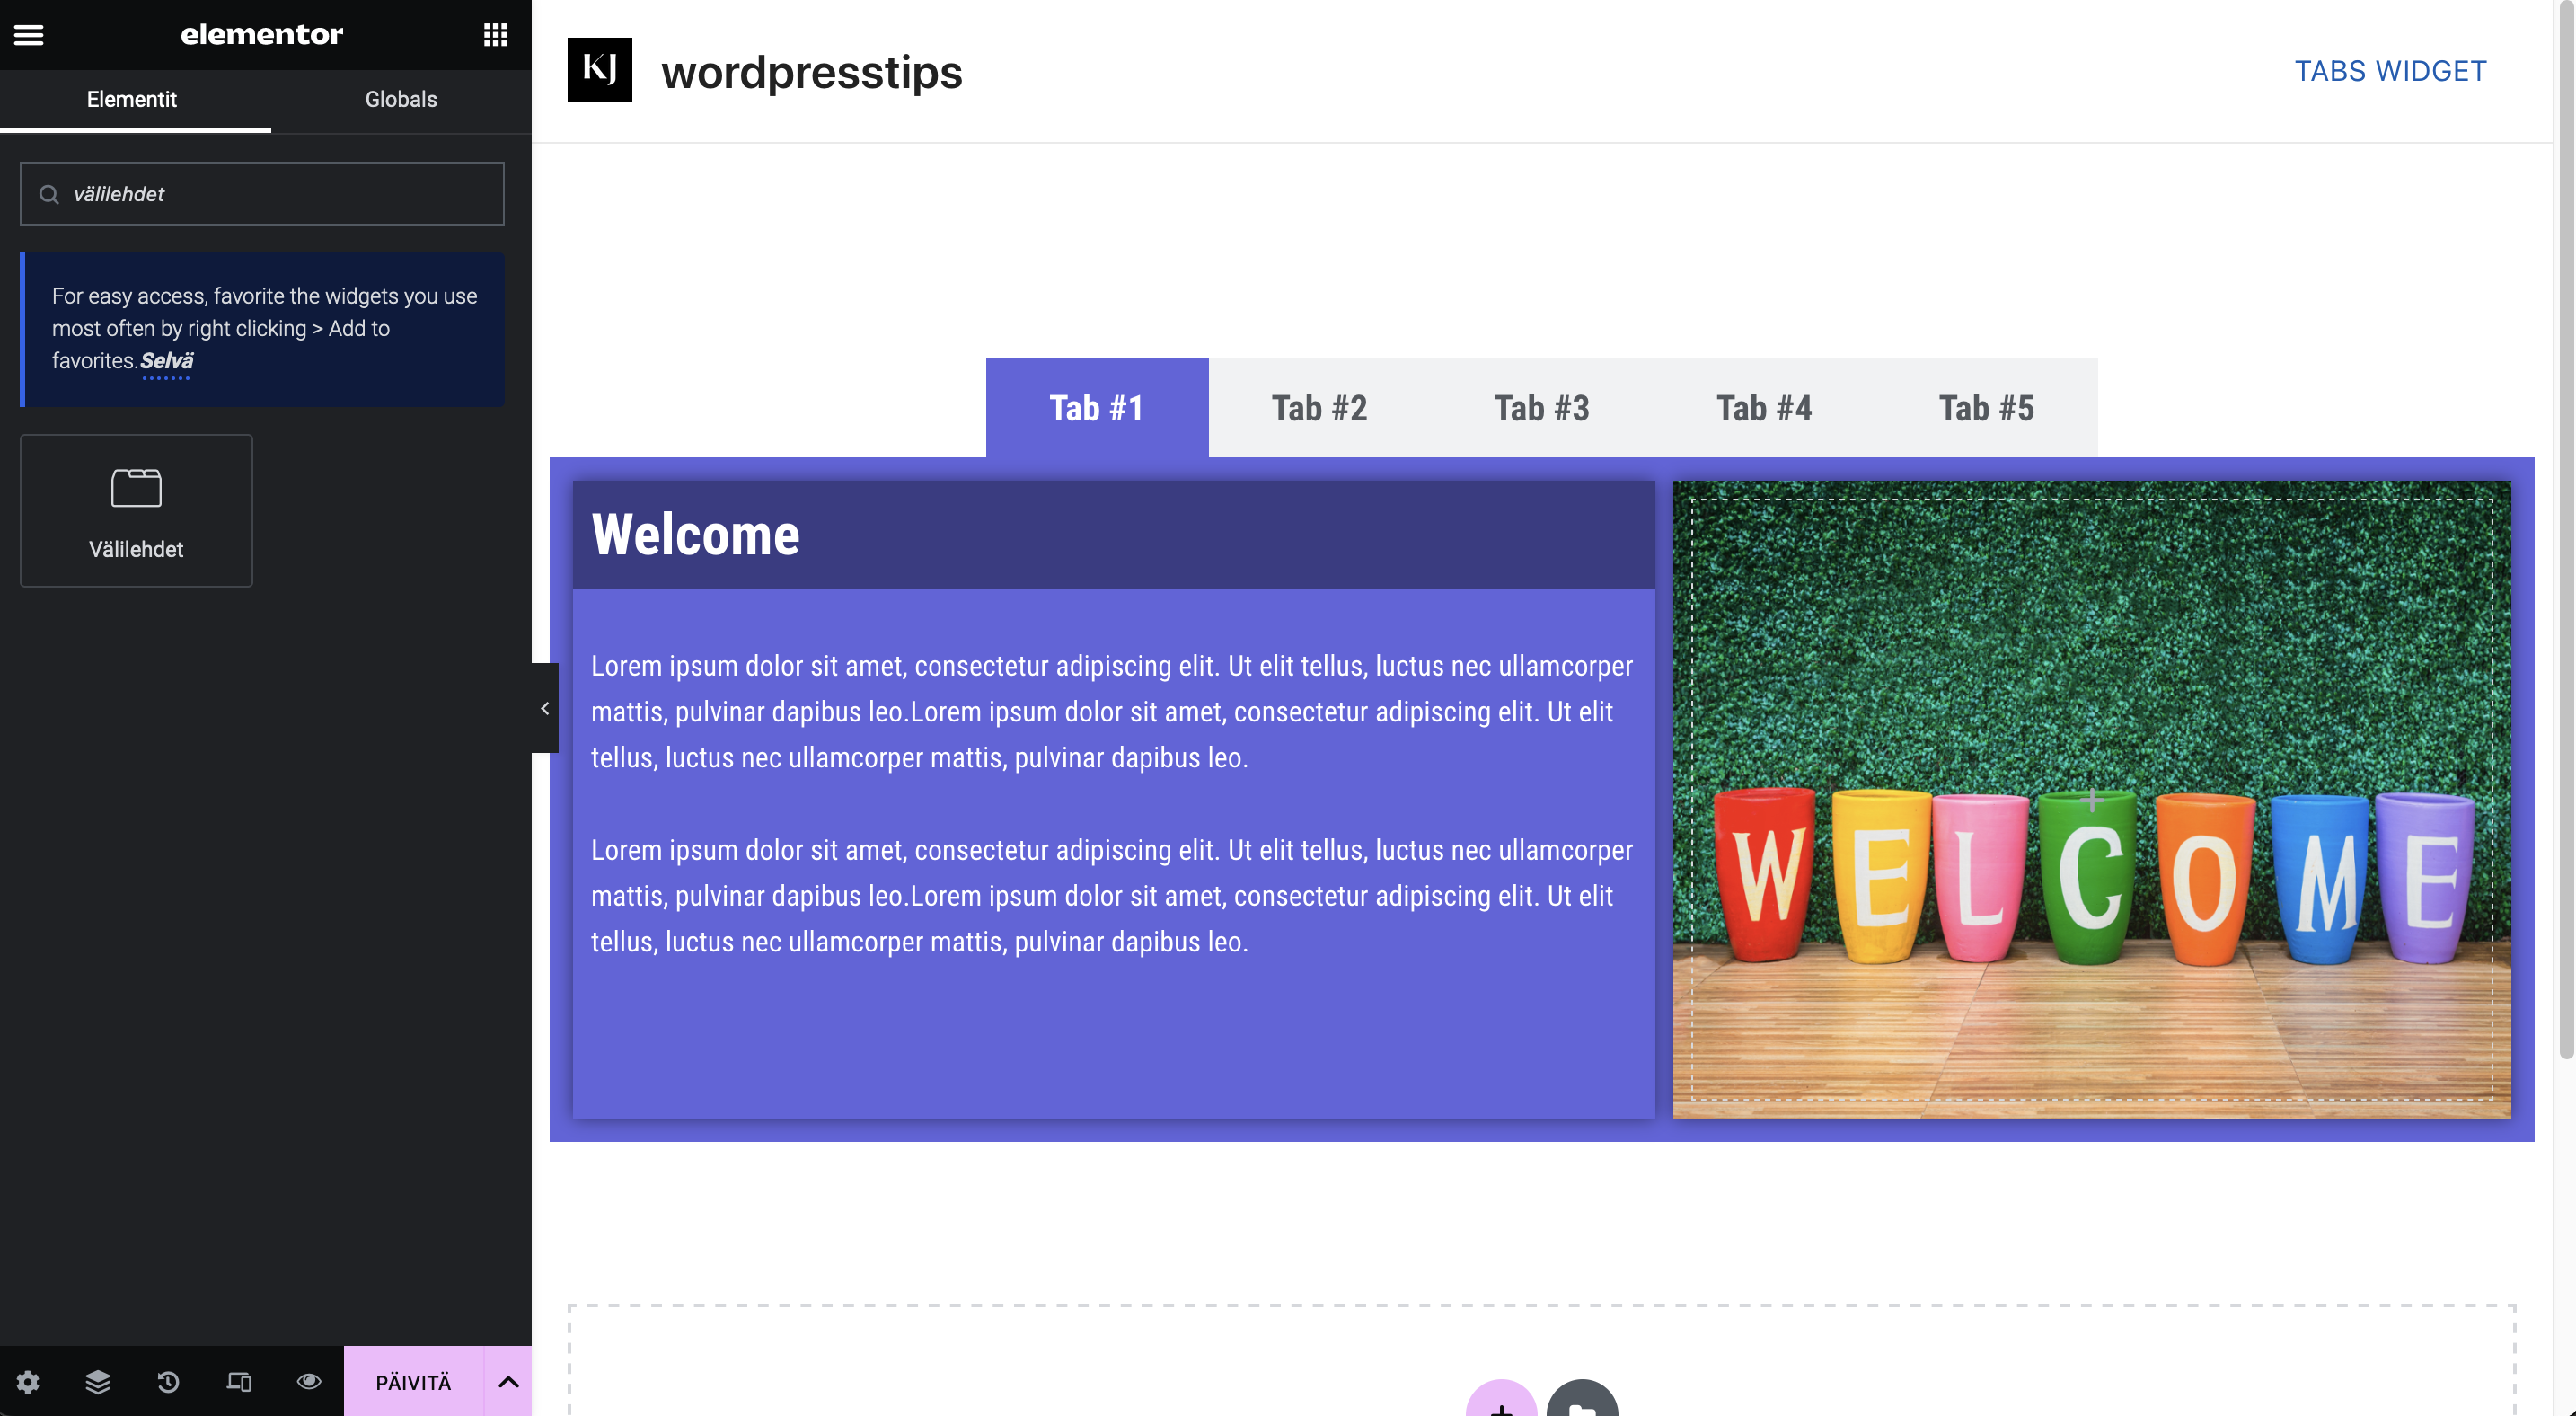 elementor
Elementit
Globals
välilehdet
For easy access, favorite the widgets you use
most often by right clicking > Add to
favorites.Selvä
Välilehdet
PÄIVITÄ
KJ
wordpresstips
TABS WIDGET
Tab #1
Tab #2
Tab #3
Tab #4
Tab #5
Welcome
Lorem ipsum dolor sit amet, consectetur adipiscing elit. Ut elit tellus, luctus nec ullamcorper
mattis, pulvinar dapibus leo.Lorem ipsum dolor sit amet, consectetur adipiscing elit. Ut elit
tellus, luctus nec ullamcorper mattis, pulvinar dapibus leo.
Lorem ipsum dolor sit amet, consectetur adipiscing elit. Ut elit tellus, luctus nec ullamcorper
mattis, pulvinar dapibus leo.Lorem ipsum dolor sit amet, consectetur adipiscing elit. Ut elit
tellus, luctus nec ullamcorper mattis, pulvinar dapibus leo.
WELCOME